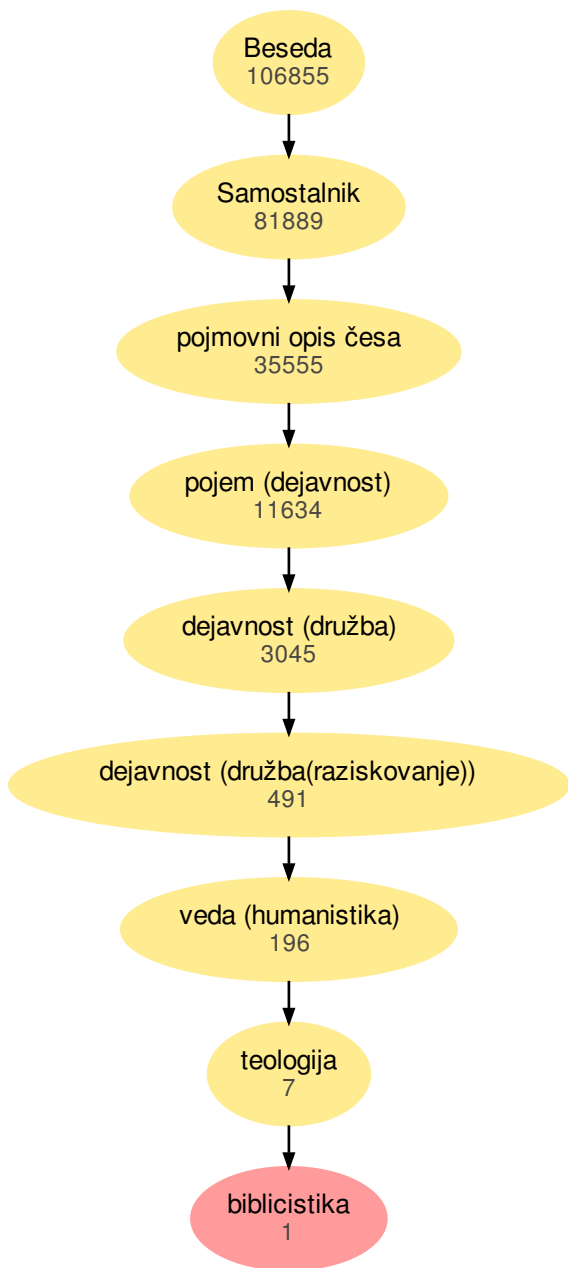 Beseda
106855
Samostalnik
81889
pojmovni opis česa
35555
pojem (dejavnost)
11634
dejavnost (družba)
3045
dejavnost (družba(raziskovanje))
491
veda (humanistika)
196
teologija
7
biblicistika
1